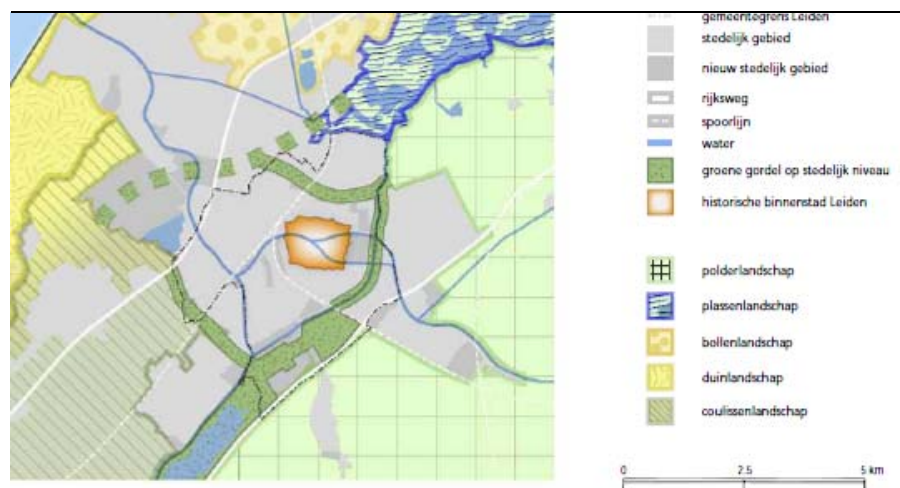 gemeentegrens Leiden
stedelijk gebied
nieuw stedelijk gebied
rijksweg
spoorlijn
water
groene gordel op stedelijk niveau
historische binnenstad Leiden
polderlandschap
plassenlandschap
bollenlandschap
duinlandschap
coulissenlandschap
0 2.5 5 km